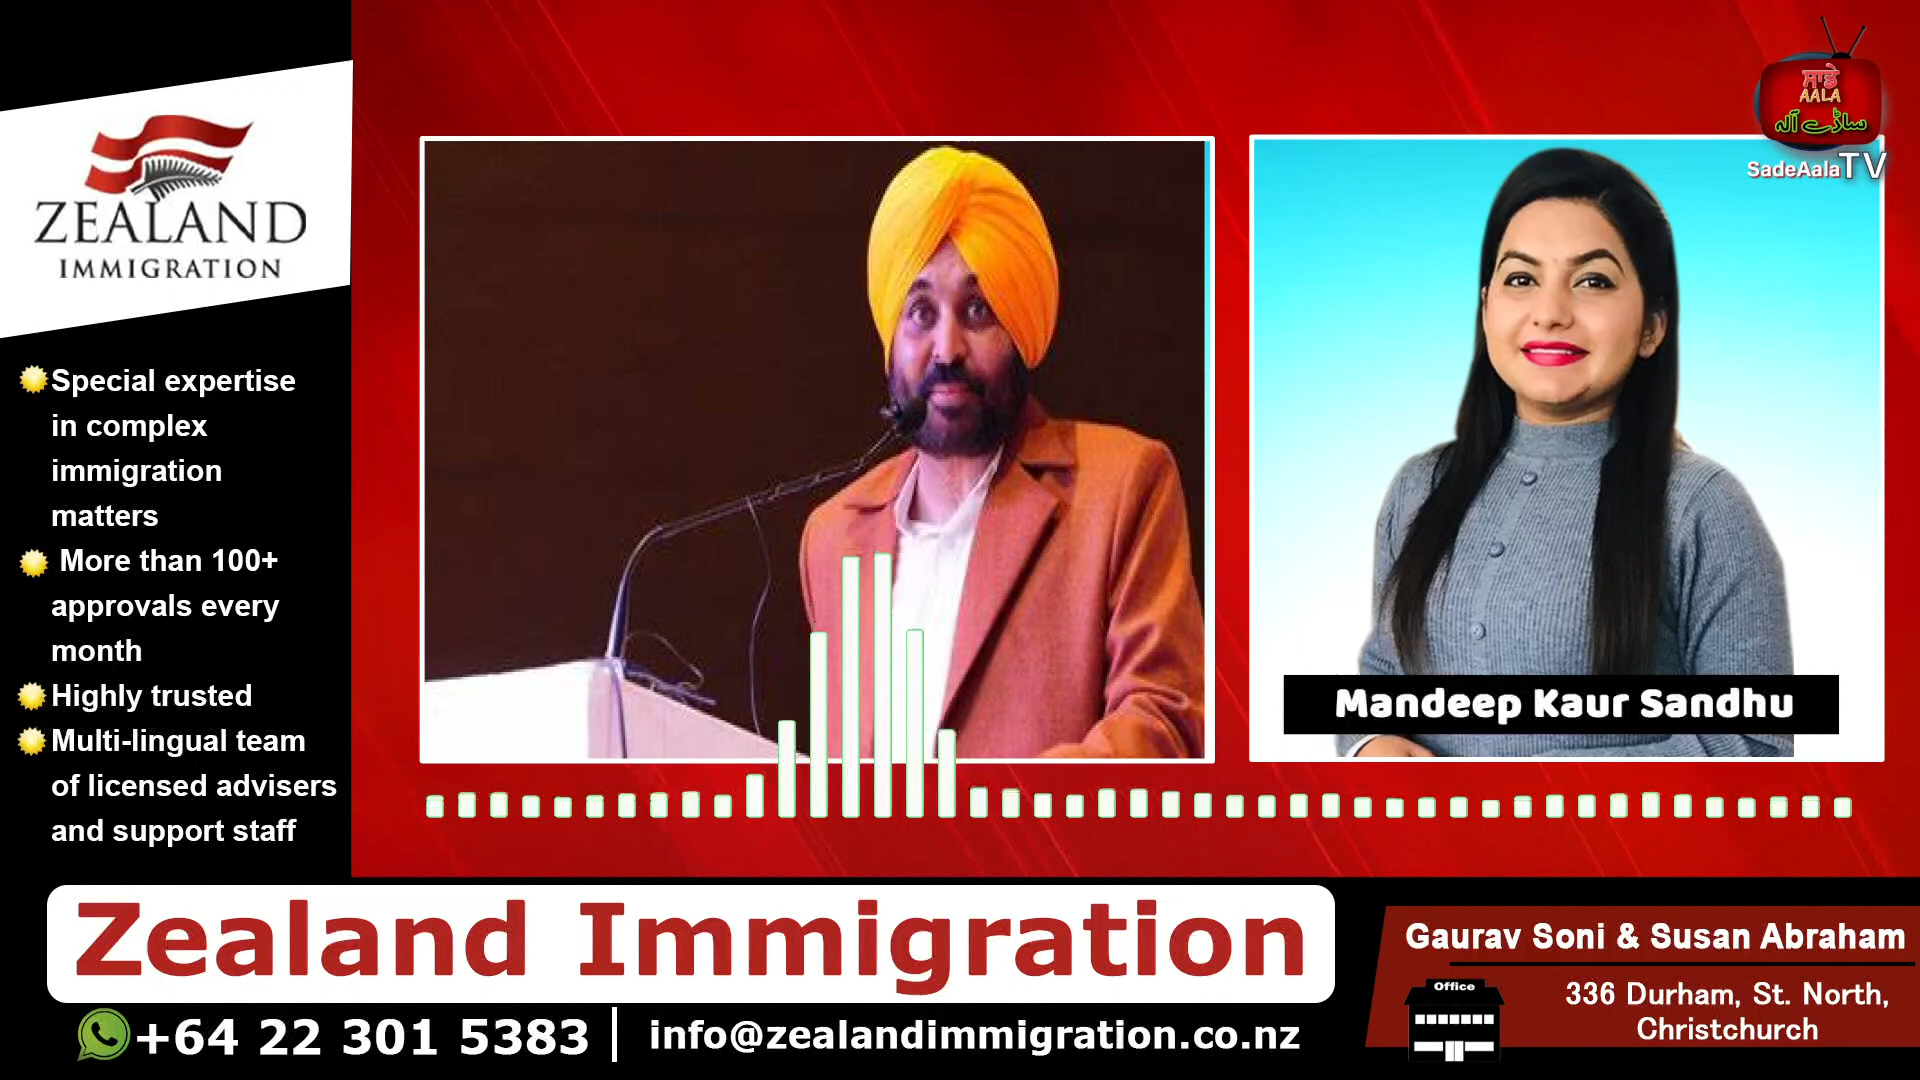 ZEALAND
IMMIGRATION
Special expertise
in complex
immigration
matters
More than 100+
approvals every
month
Highly trusted
Multi-lingual team
of licensed advisers
and support staff
ਸਾਡੇ
AALA
ساڈے آلہ
SadeAalaTV
Mandeep Kaur Sandhu
Zealand Immigration
+64 22 301 5383
info@zealandimmigration.co.nz
Gaurav Soni & Susan Abraham
Office
336 Durham, St. North,
Christchurch